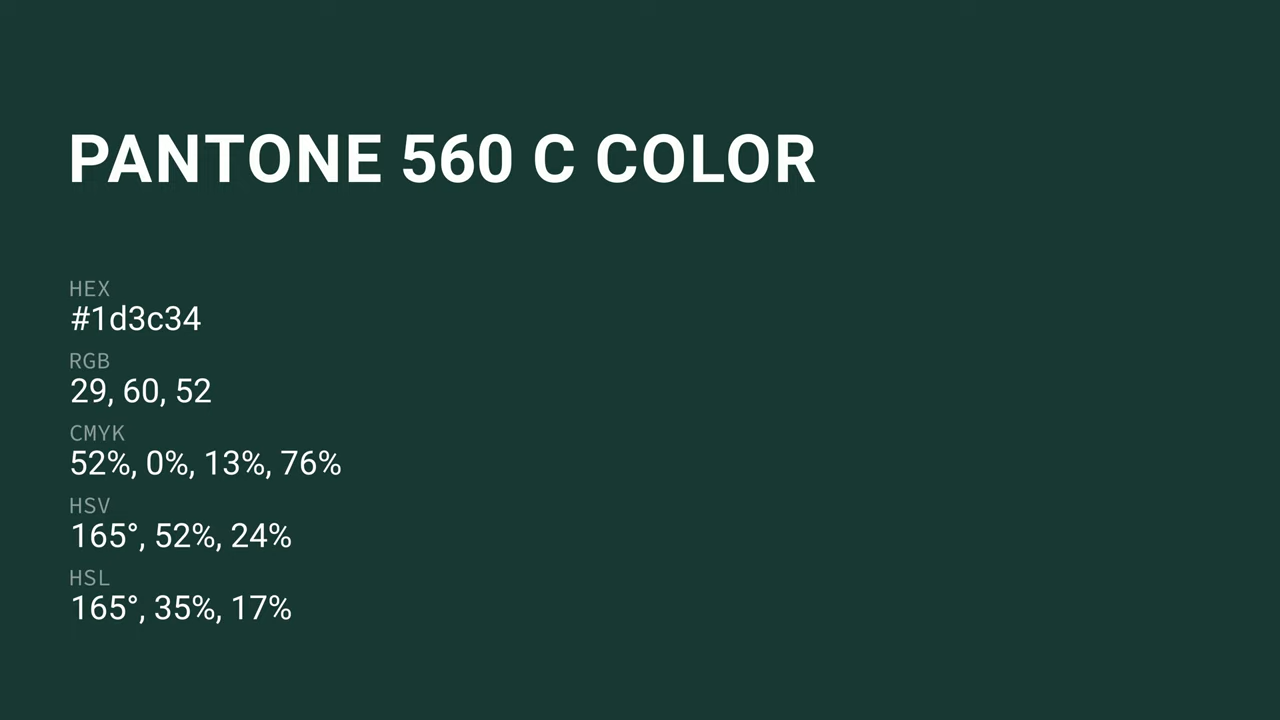 PANTONE 560 C COLOR
HEX
#1d3c34
RGB
29, 60, 52
CMYK
52%, 0%, 13%, 76%
HSV
165°, 52%, 24%
HSL
165°, 35%, 17%